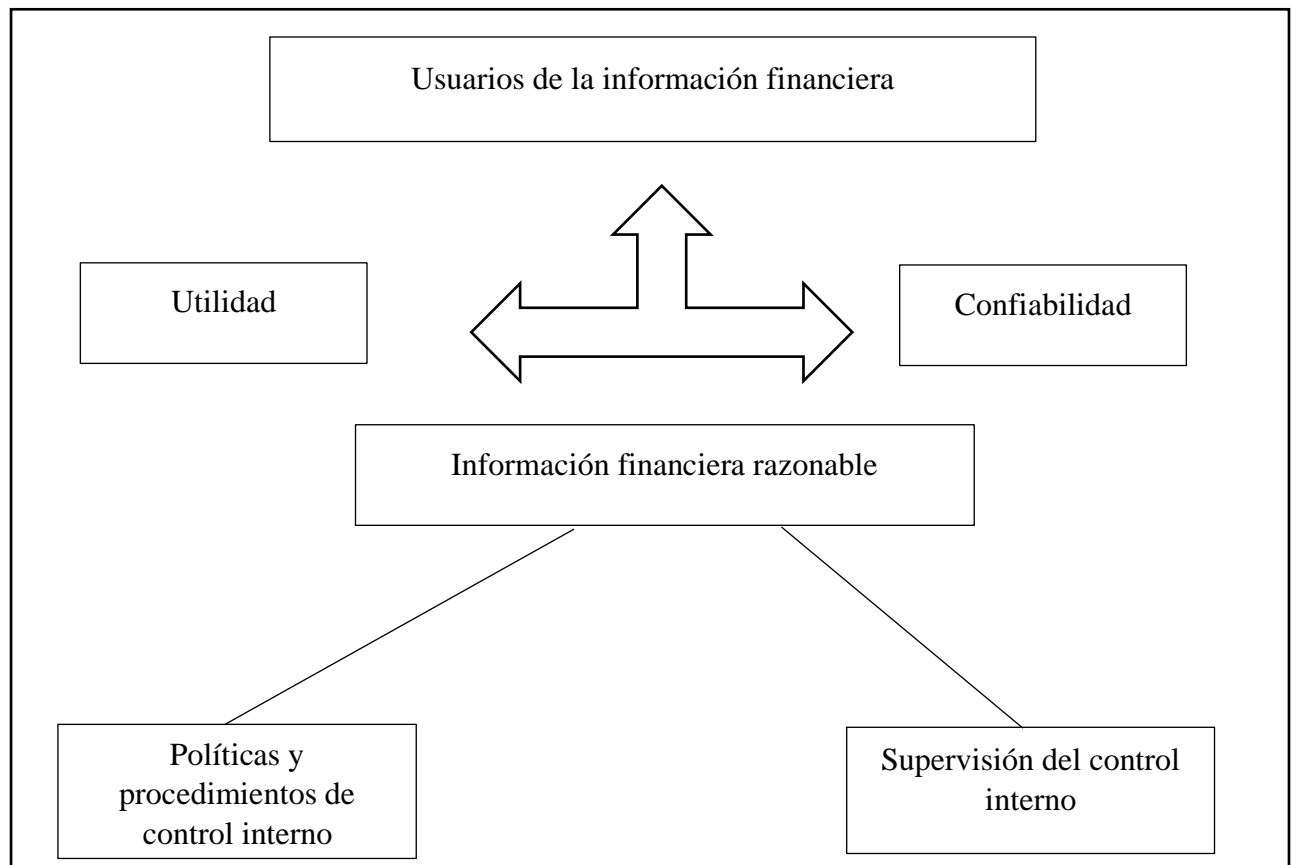 Usuarios de la información financiera
Utilidad
Confiabilidad
Información financiera razonable
Políticas y
procedimientos de
control interno
Supervisión del control
interno